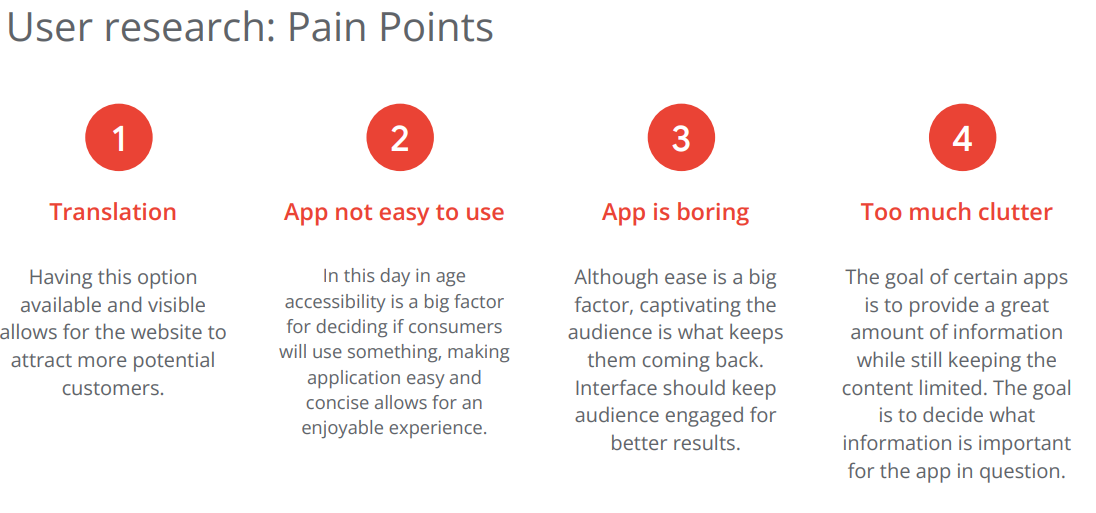 User research: Pain Points
1
Translation
Having this option
available and visible
allows for the website to
attract more potential
customers.
2
App not easy to use
In this day in age
accessibility is a big factor
for deciding if consumers
will use something, making
application easy and
concise allows for an
enjoyable experience.
3
App is boring
Although ease is a big
factor, captivating the
audience is what keeps
them coming back.
Interface should keep
audience engaged for
better results.
4
Too much clutter
The goal of certain apps
is to provide a great
amount of information
while still keeping the
content limited. The goal
is to decide what
information is important
for the app in question.